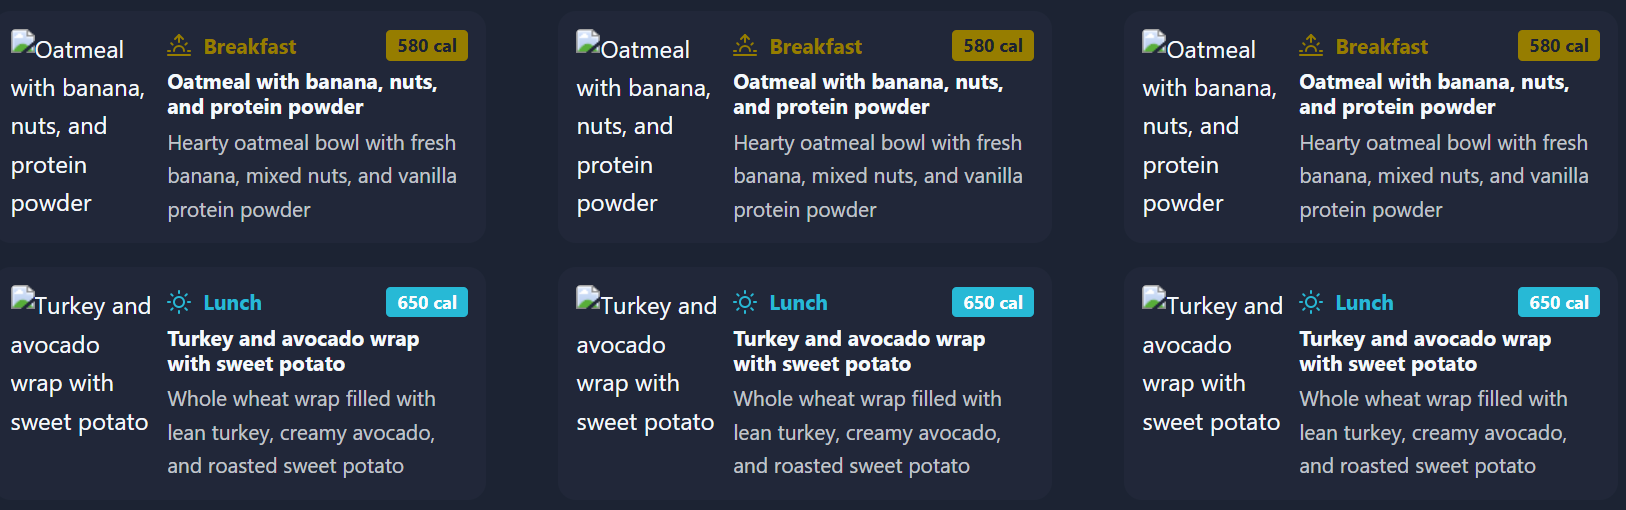 Oatmeal
with banana,
nuts, and
protein
powder
Breakfast
580 cal
Oatmeal with banana, nuts,
and protein powder
Hearty oatmeal bowl with fresh
banana, mixed nuts, and vanilla
protein powder
Oatmeal
with banana,
nuts, and
protein
powder
Breakfast
580 cal
Oatmeal with banana, nuts,
and protein powder
Hearty oatmeal bowl with fresh
banana, mixed nuts, and vanilla
protein powder
Oatmeal
with banana,
nuts, and
protein
powder
Breakfast
580 cal
Oatmeal with banana, nuts,
and protein powder
Hearty oatmeal bowl with fresh
banana, mixed nuts, and vanilla
protein powder
Turkey and
avocado
wrap with
sweet potato
Lunch
650 cal
Turkey and avocado wrap
with sweet potato
Whole wheat wrap filled with
lean turkey, creamy avocado,
and roasted sweet potato
Turkey and
avocado
wrap with
sweet potato
Lunch
650 cal
Turkey and avocado wrap
with sweet potato
Whole wheat wrap filled with
lean turkey, creamy avocado,
and roasted sweet potato
Turkey and
avocado
wrap with
sweet potato
Lunch
650 cal
Turkey and avocado wrap
with sweet potato
Whole wheat wrap filled with
lean turkey, creamy avocado,
and roasted sweet potato